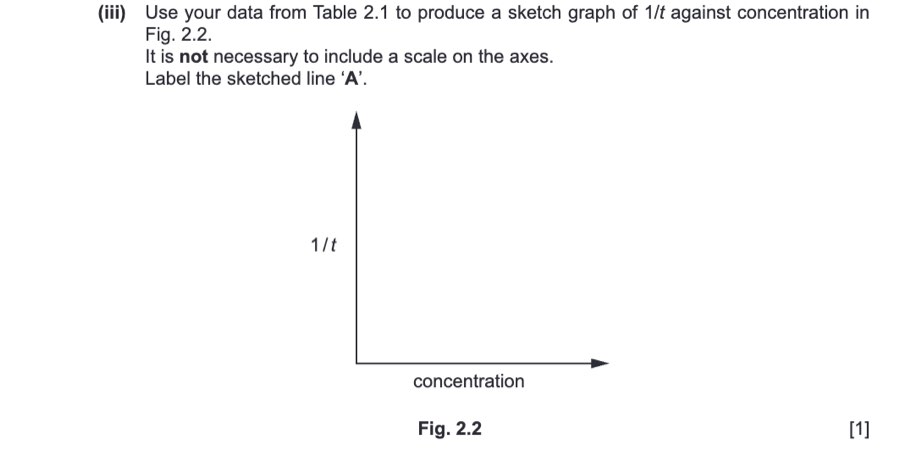 (iii) Use your data from Table 2.1 to produce a sketch graph of 1/t against concentration in
Fig. 2.2.
It is not necessary to include a scale on the axes.
Label the sketched line ‘A’.
1/t
concentration
Fig. 2.2 [1]